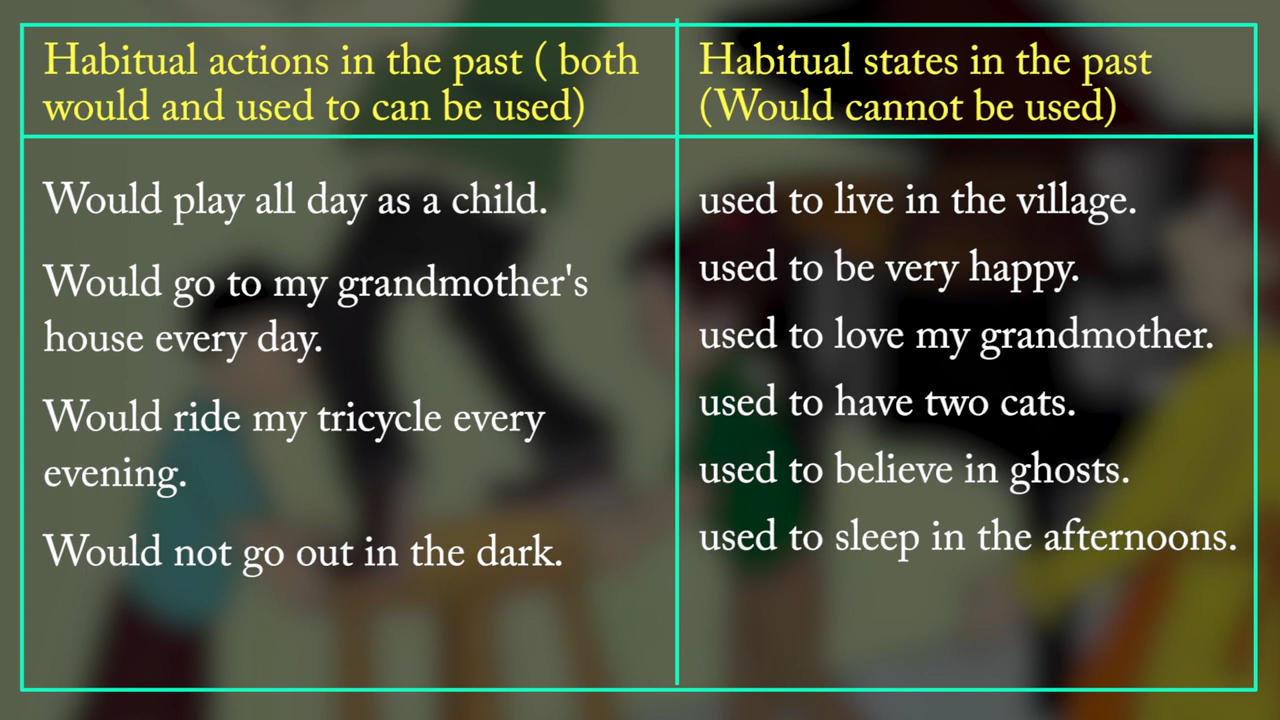 Habitual actions in the past ( both
would and used to can be used)
Would play all day as a child.
Would go to my grandmother's
house every day.
Would ride my tricycle every
evening.
Would not go out in the dark.
Habitual states in the past
(Would cannot be used)
used to live in the village.
used to be very happy.
used to love my grandmother.
used to have two cats.
used to believe in ghosts.
used to sleep in the afternoons.